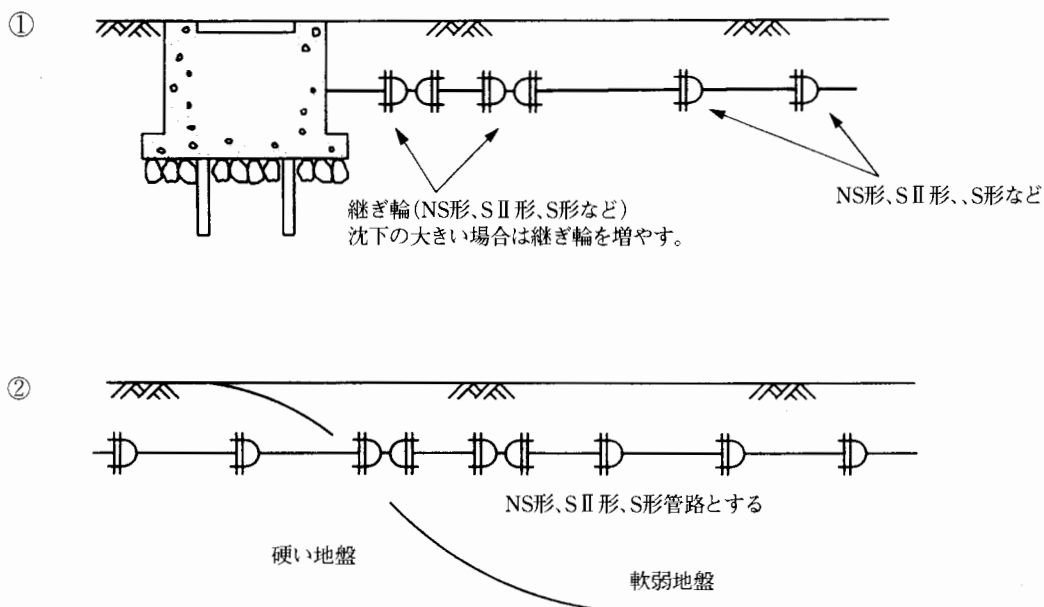 ①
継ぎ輪(NS形、SⅡ形、S形など)
沈下の大きい場合は継ぎ輪を増やす。
NS形、SⅡ形、、S形など
②
NS形、SⅡ形、S形管路とする
硬い地盤
軟弱地盤